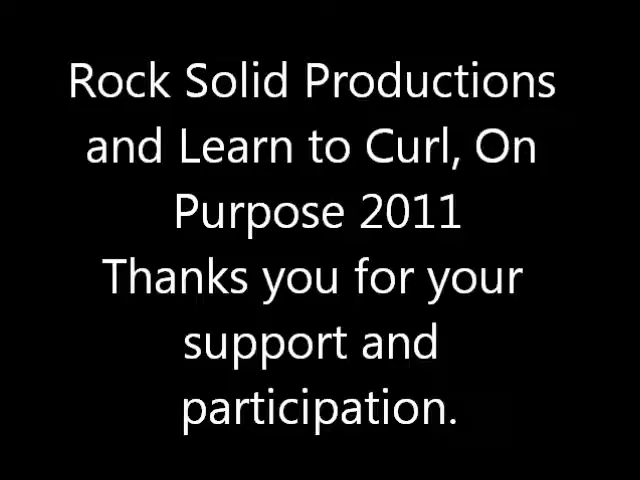 Rock Solid Productions
and Learn to Curl, On
Purpose 2011
Thanks you for your
support and
participation.